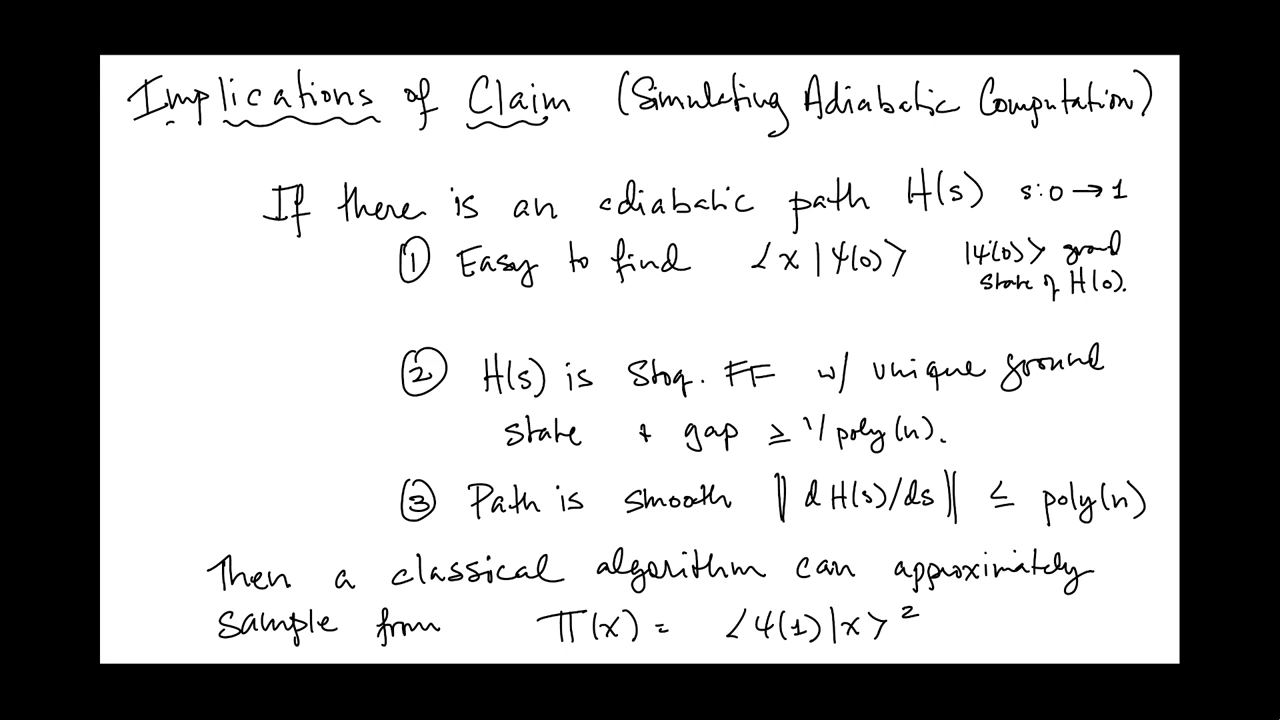 Implications of Claim (Simulating Adiabatic Computation)
If there is an adiabatic path H(s) s:0 → 1
① Easy to find ⟨x|ψ(0)⟩ |ψ(0)⟩ ground
state of H(0).
② H(s) is Stoq. FF w/ unique ground
state + gap ≥ 1/poly(n).
③ Path is smooth ‖dH(s)/ds‖ ≤ poly(n)
Then a classical algorithm can approximately
sample from π(x) = ⟨ψ(1)|x⟩²